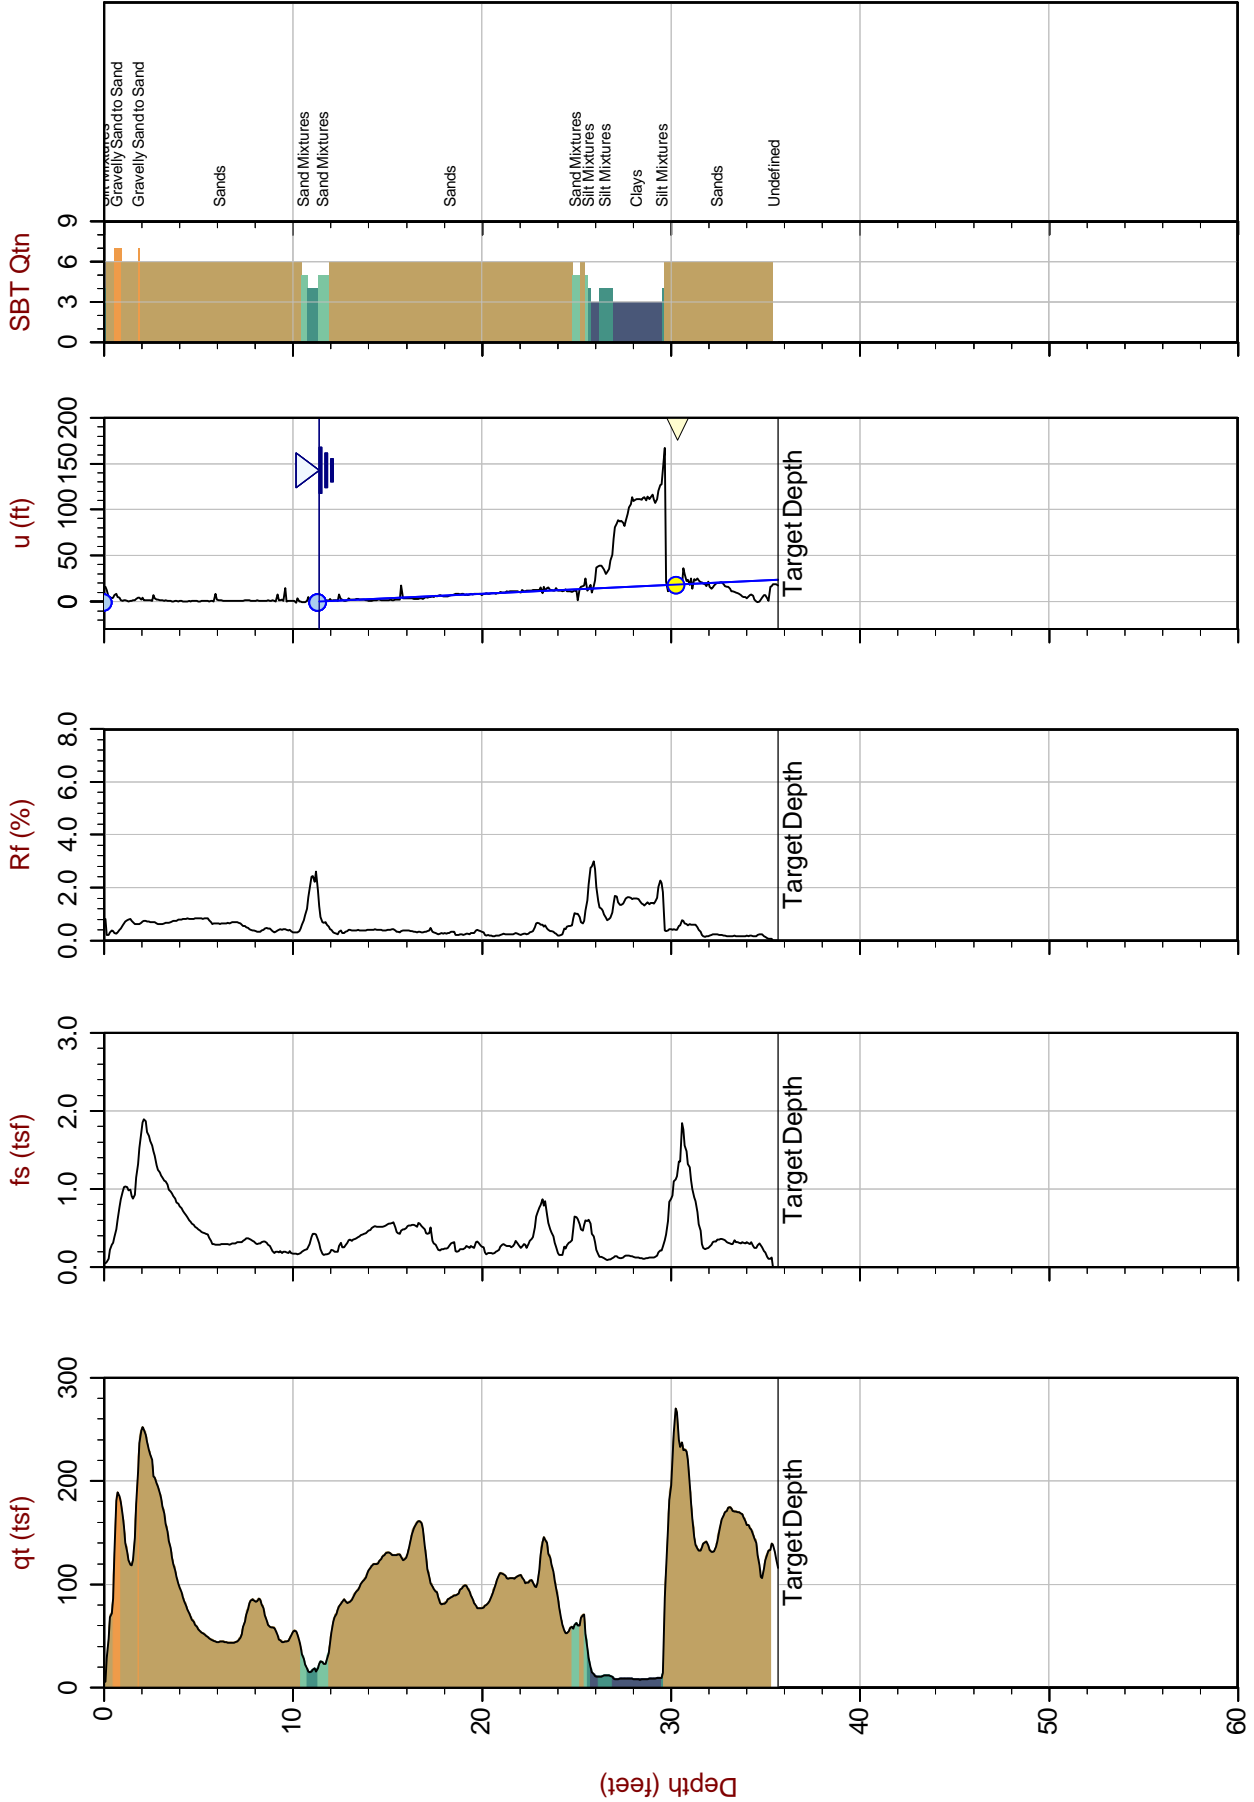 qt (tsf)
fs (tsf)
Rf (%)
u (ft)
SBT Qtn
0
100
200
300
0.0
1.0
2.0
3.0
0.0
2.0
4.0
6.0
8.0
0
50
100
150
200
0
3
6
9
Depth (feet)
0
10
20
30
40
50
60
Silt Mixtures
Gravelly Sand to Sand
Gravelly Sand to Sand
Sands
Sand Mixtures
Sand Mixtures
Sands
Sand Mixtures
Silt Mixtures
Silt Mixtures
Clays
Silt Mixtures
Sands
Undefined
Target Depth
Target Depth
Target Depth
Target Depth